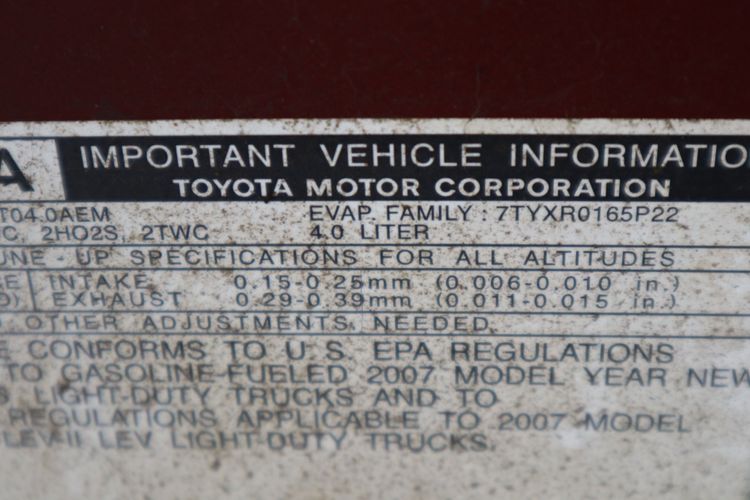 A IMPORTANT VEHICLE INFORMATIO
TOYOTA MOTOR CORPORATION
T04.0AEM EVAP. FAMILY : 7TYXR0165P22
C, 2HO2S, 2TWC 4.0 LITER
UNE - UP SPECIFICATIONS FOR ALL ALTITUDES
E INTAKE 0.15-0.25mm (0.006-0.010 in.)
D) EXHAUST 0.29-0.39mm (0.011-0.015 in.)
OTHER ADJUSTMENTS NEEDED.
E CONFORMS TO U.S. EPA REGULATIONS
TO GASOLINE-FUELED 2007 MODEL YEAR NEW
S LIGHT-DUTY TRUCKS AND TO
REGULATIONS APPLICABLE TO 2007 MODEL
LEV-II LEV LIGHT-DUTY TRUCKS.